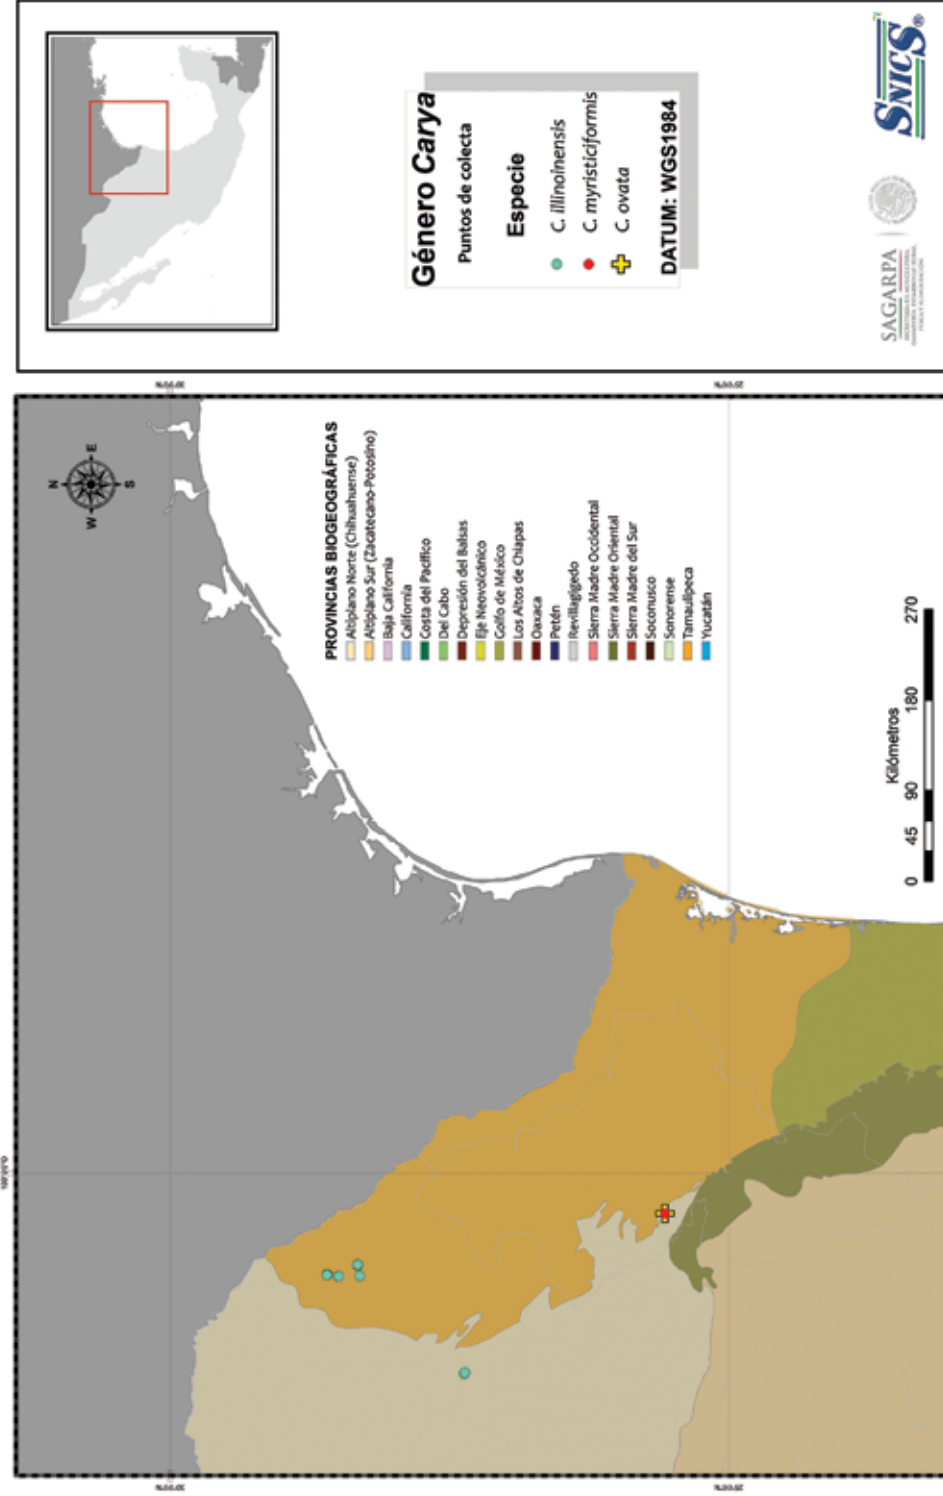 Género Carya
Puntos de colecta
Especie
C. illinoinensis
C. myristiciformis
C. ovata
DATUM: WGS1984
SAGARPA
SNICS®
N
W
E
S
PROVINCIAS BIOGEOGRÁFICAS
Altiplano Norte (Chihuahuense)
Altiplano Sur (Zacatecano-Potosino)
Baja California
California
Costa del Pacífico
Del Cabo
Depresión del Balsas
Eje Neovolcánico
Golfo de México
Los Altos de Chiapas
Oaxaca
Petén
Revillagigedo
Sierra Madre Occidental
Sierra Madre Oriental
Sierra Madre del Sur
Soconusco
Sonorense
Tamaulipeca
Yucatán
Kilómetros
0 45 90 180 270